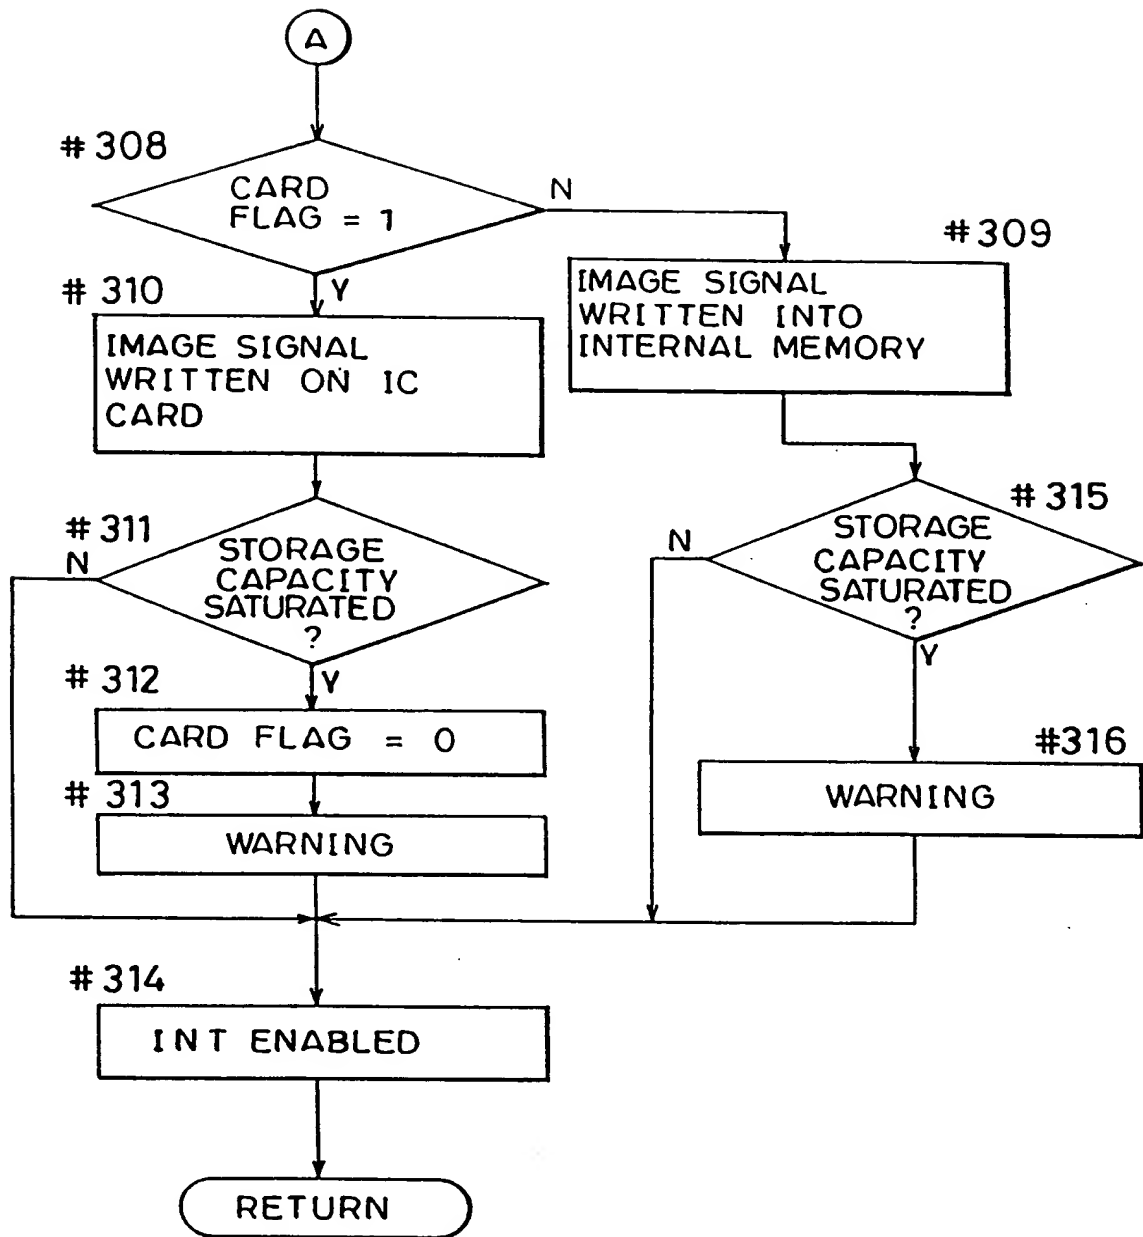 A
# 308
CARD
FLAG = 1
N
Y
# 309
IMAGE SIGNAL
WRITTEN INTO
INTERNAL MEMORY
# 310
IMAGE SIGNAL
WRITTEN ON IC
CARD
# 311
N
STORAGE
CAPACITY
SATURATED
?
Y
# 315
N
STORAGE
CAPACITY
SATURATED
?
Y
# 312
CARD FLAG = 0
# 313
WARNING
#316
WARNING
# 314
INT ENABLED
RETURN